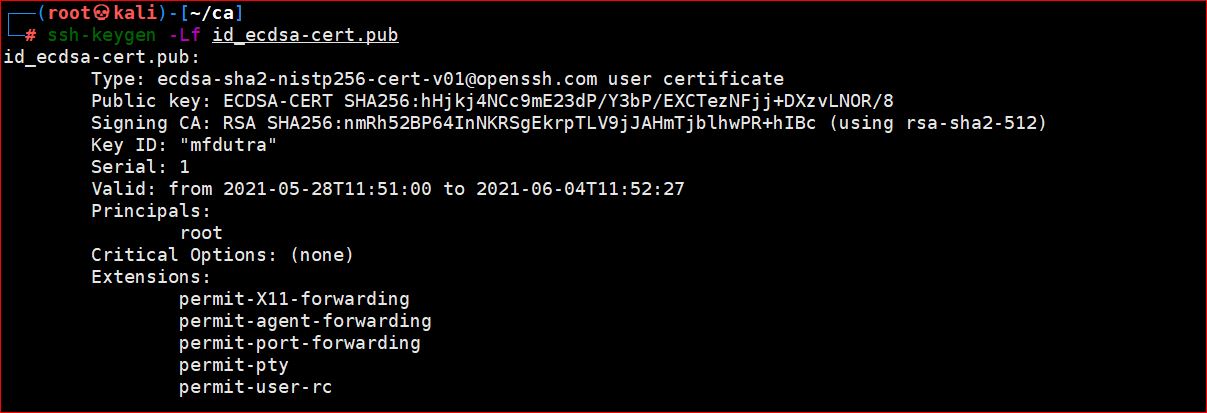 ┌──(root💀kali)-[~/ca]
└─# ssh-keygen -Lf id_ecdsa-cert.pub
id_ecdsa-cert.pub:
        Type: ecdsa-sha2-nistp256-cert-v01@openssh.com user certificate
        Public key: ECDSA-CERT SHA256:hHjkj4NCc9mE23dP/Y3bP/EXCTezNFjj+DXzvLNOR/8
        Signing CA: RSA SHA256:nmRh52BP64InNKRSgEkrpTLV9jJAHmTjblhwPR+hIBc (using rsa-sha2-512)
        Key ID: "mfdutra"
        Serial: 1
        Valid: from 2021-05-28T11:51:00 to 2021-06-04T11:52:27
        Principals:
                root
        Critical Options: (none)
        Extensions:
                permit-X11-forwarding
                permit-agent-forwarding
                permit-port-forwarding
                permit-pty
                permit-user-rc